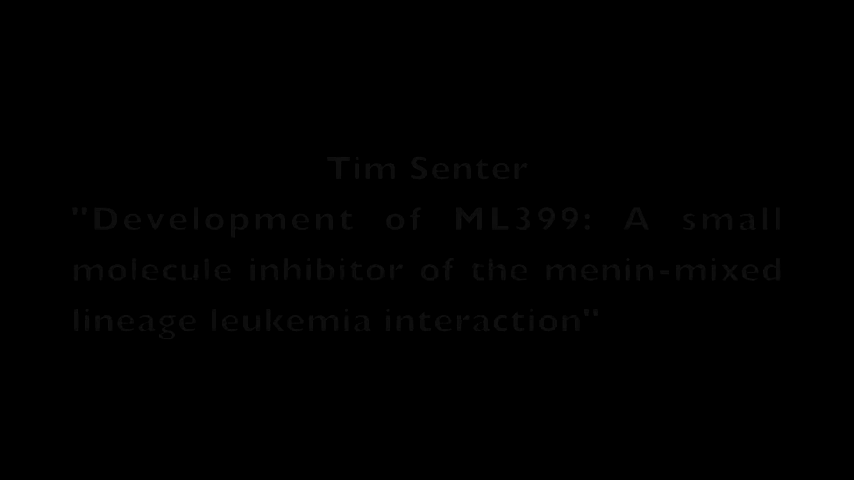 Tim Senter
"Development of ML399: A small
molecule inhibitor of the menin-mixed
lineage leukemia interaction"